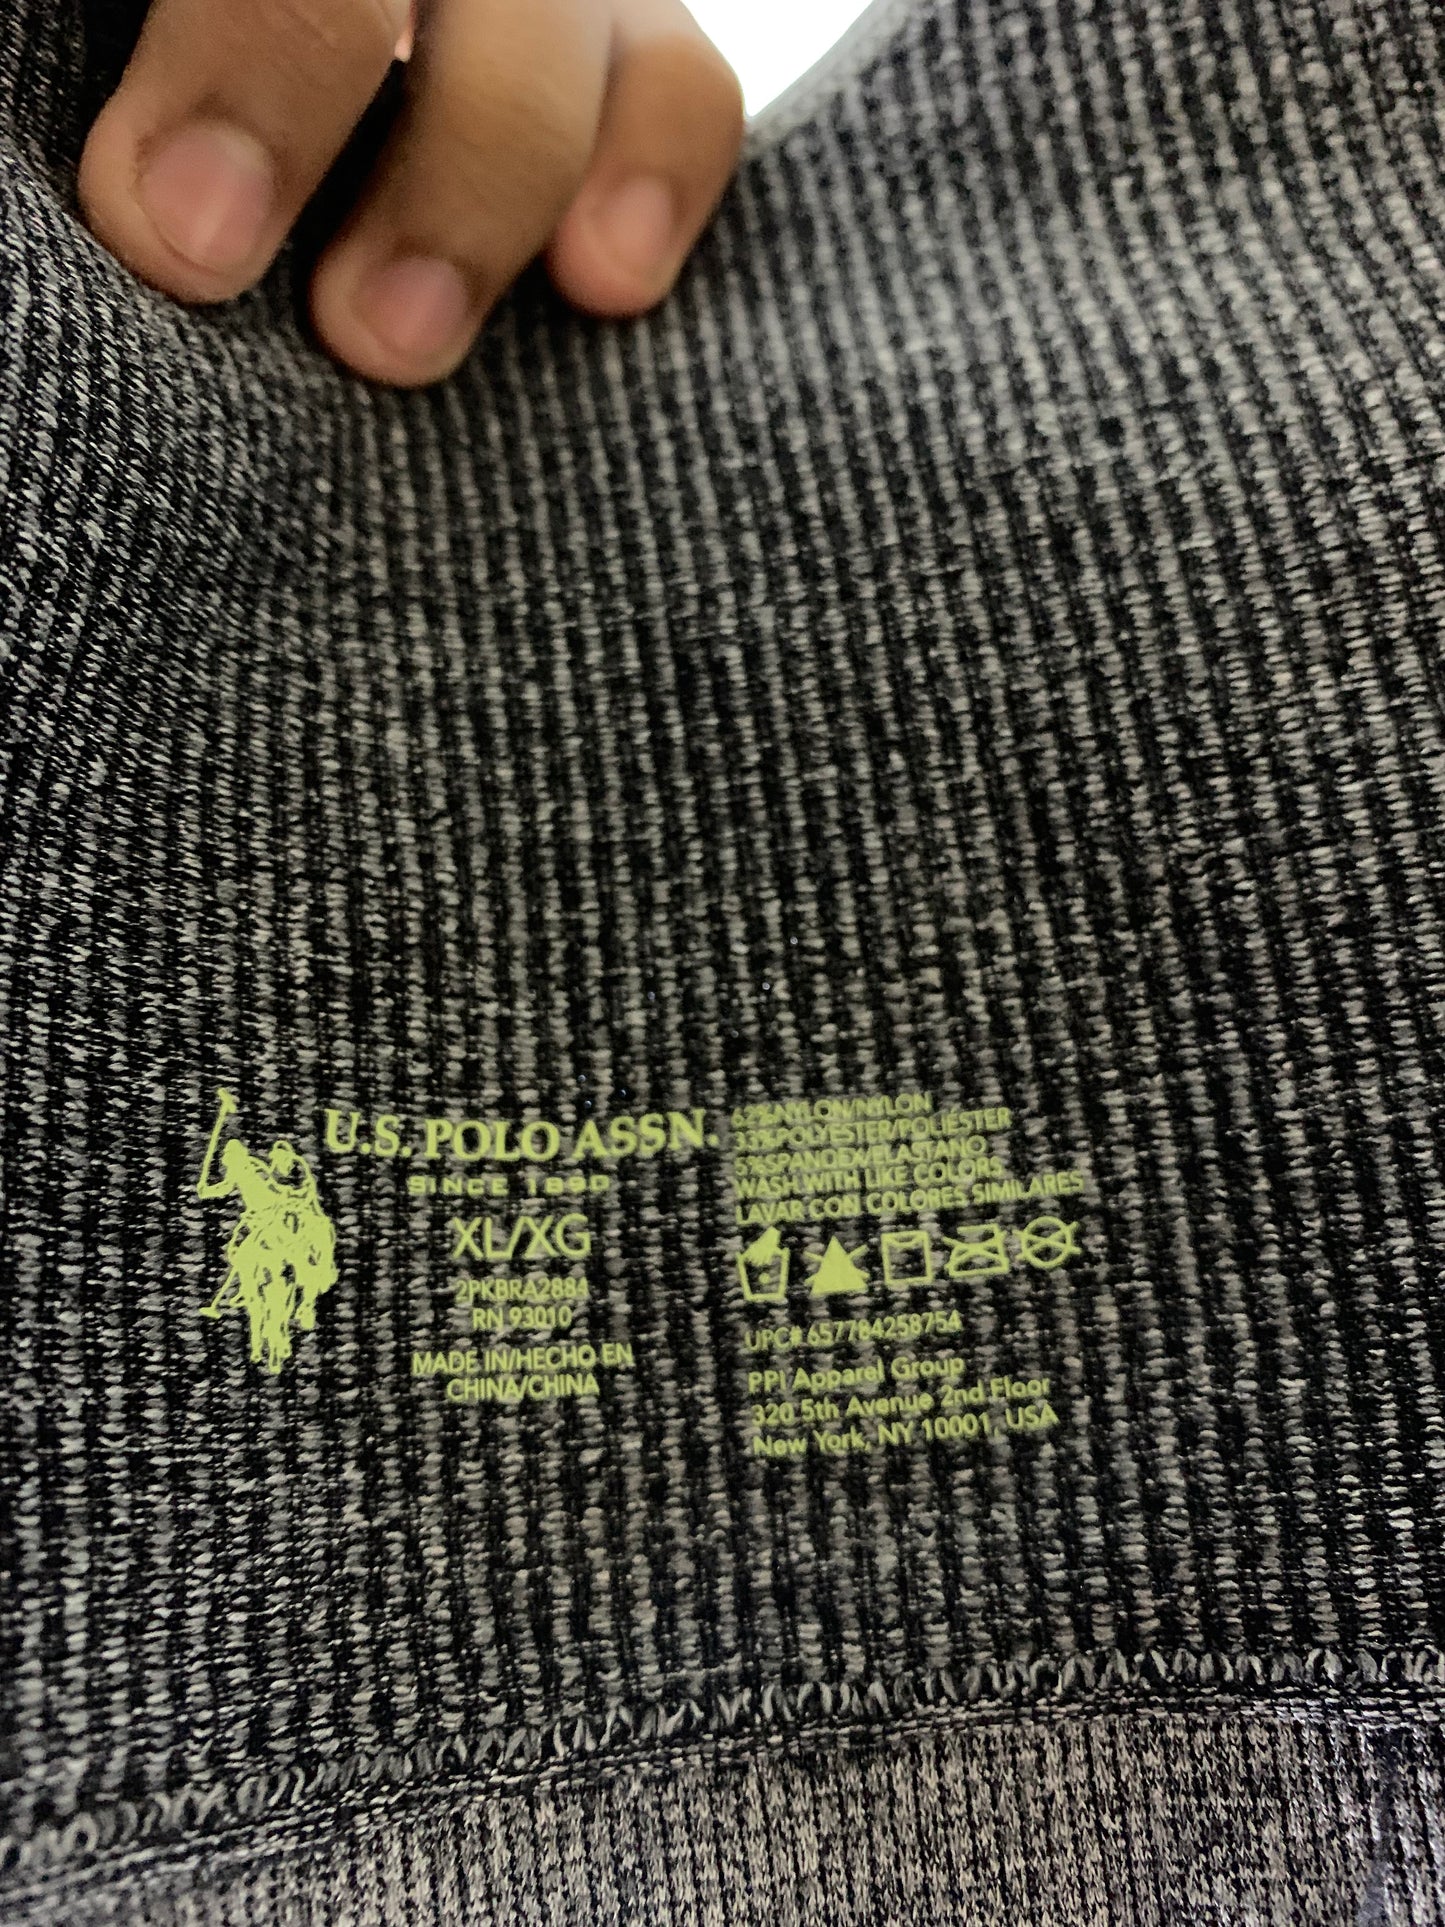 U.S. POLO ASSN.
SINCE 1890
XL/XG
2PKBRA2884
RN 93010
MADE IN/HECHO EN
CHINA/CHINA
62%NYLON/NYLON
33%POLYESTER/POLIÉSTER
5%SPANDEX/ELASTANO
WASH WITH LIKE COLORS
LAVAR CON COLORES SIMILARES
UPC# 657784258754
PPI Apparel Group
320 5th Avenue 2nd Floor
New York, NY 10001, USA